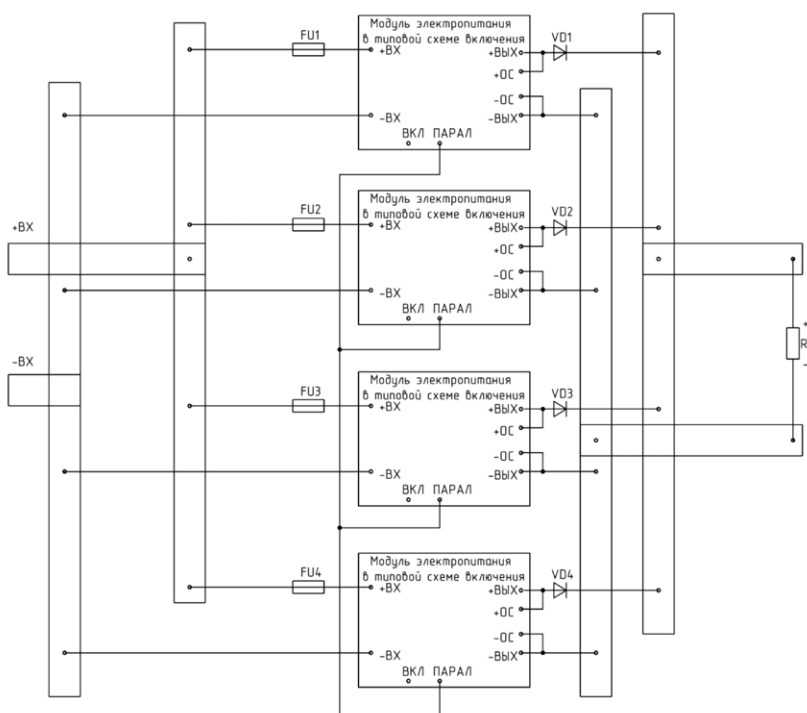 Модуль электропитания
в типовой схеме включения
FU1
+ВХ
+ВЫХ
VD1
+ОС
-ОС
-ВХ
-ВЫХ
ВКЛ ПАРАЛ
Модуль электропитания
в типовой схеме включения
FU2
+ВХ
+ВЫХ
VD2
+ВХ
+ОС
-ОС
-ВХ
-ВЫХ
ВКЛ ПАРАЛ
+
R
-
-ВХ
Модуль электропитания
в типовой схеме включения
FU3
+ВХ
+ВЫХ
VD3
+ОС
-ОС
-ВХ
-ВЫХ
ВКЛ ПАРАЛ
Модуль электропитания
в типовой схеме включения
FU4
+ВХ
+ВЫХ
VD4
+ОС
-ОС
-ВХ
-ВЫХ
ВКЛ ПАРАЛ